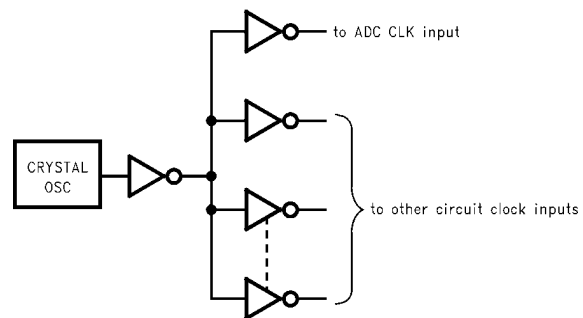 to ADC CLK input
CRYSTAL
OSC
to other circuit clock inputs